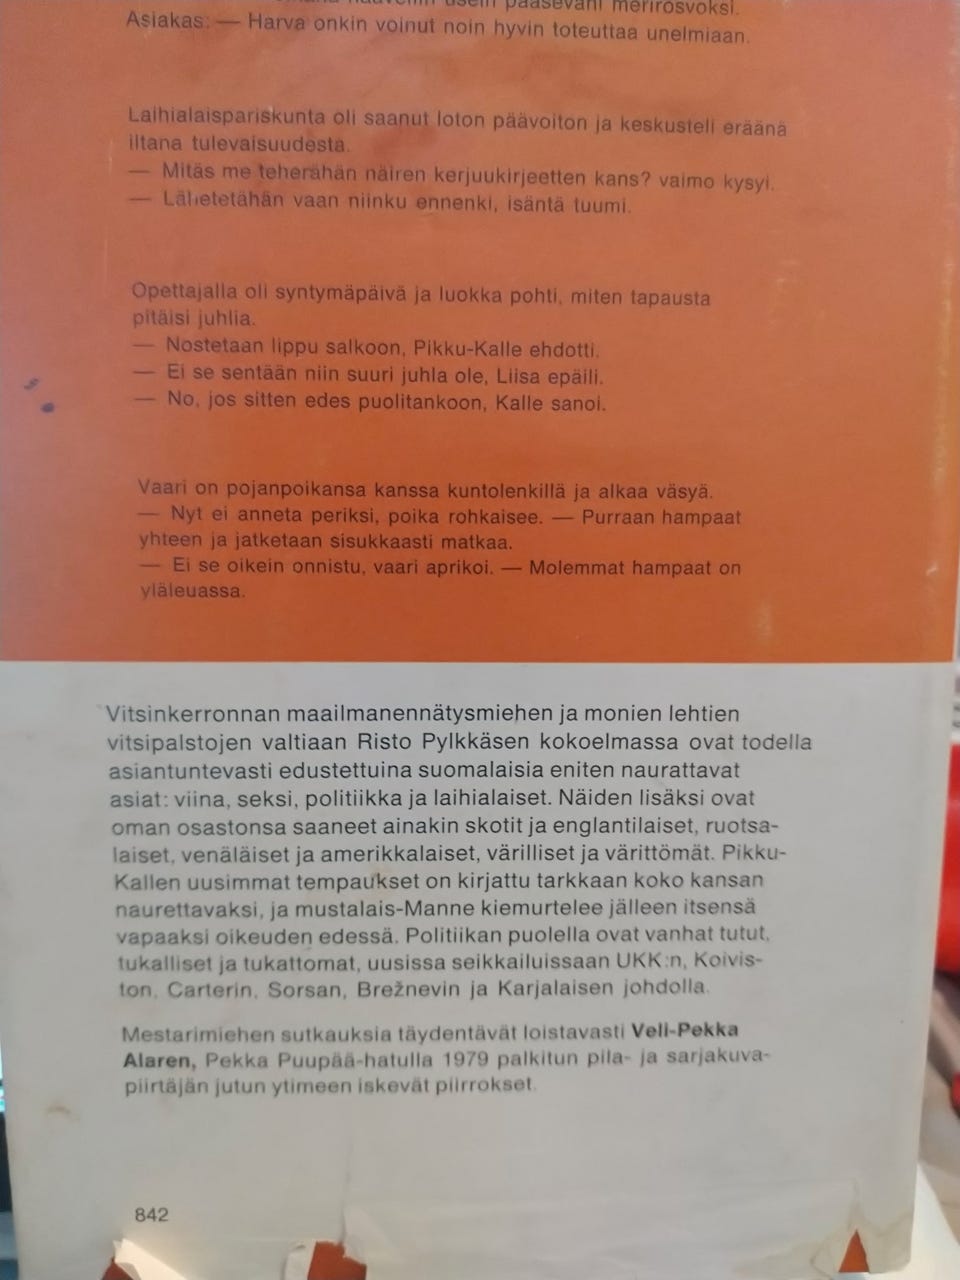 usein pääseväni merirosvoksi.
Asiakas: — Harva onkin voinut noin hyvin toteuttaa unelmiaan.
Laihialaispariskunta oli saanut loton päävoiton ja keskusteli eräänä
iltana tulevaisuudesta.
— Mitäs me teherähän näiren kerjuukirjeetten kans? vaimo kysyi.
— Lähetetähän vaan niinku ennenki, isäntä tuumi.
Opettajalla oli syntymäpäivä ja luokka pohti, miten tapausta
pitäisi juhlia.
— Nostetaan lippu salkoon, Pikku-Kalle ehdotti.
— Ei se sentään niin suuri juhla ole, Liisa epäili.
— No, jos sitten edes puolitankoon, Kalle sanoi.
Vaari on pojanpoikansa kanssa kuntolenkillä ja alkaa väsyä.
— Nyt ei anneta periksi, poika rohkaisee. — Purraan hampaat
yhteen ja jatketaan sisukkaasti matkaa.
— Ei se oikein onnistu, vaari aprikoi. — Molemmat hampaat on
yläleuassa.
Vitsinkerronnan maailmanennätysmiehen ja monien lehtien
vitsipalstojen valtiaan Risto Pylkkäsen kokoelmassa ovat todella
asiantuntevasti edustettuina suomalaisia eniten naurattavat
asiat: viina, seksi, politiikka ja laihialaiset. Näiden lisäksi ovat
oman osastonsa saaneet ainakin skotit ja englantilaiset, ruotsa-
laiset, venäläiset ja amerikkalaiset, värilliset ja värittömät. Pikku-
Kallen uusimmat tempaukset on kirjattu tarkkaan koko kansan
naurettavaksi, ja mustalais-Manne kiemurtelee jälleen itsensä
vapaaksi oikeuden edessä. Politiikan puolella ovat vanhat tutut,
tukalliset ja tukattomat, uusissa seikkailuissaan UKK:n, Koivis-
ton, Carterin, Sorsan, Brežnevin ja Karjalaisen johdolla.
Mestarimiehen sutkauksia täydentävät loistavasti Veli-Pekka
Alaren, Pekka Puupää-hatulla 1979 palkitun pila- ja sarjakuva-
piirtäjän jutun ytimeen iskevät piirrokset.
842